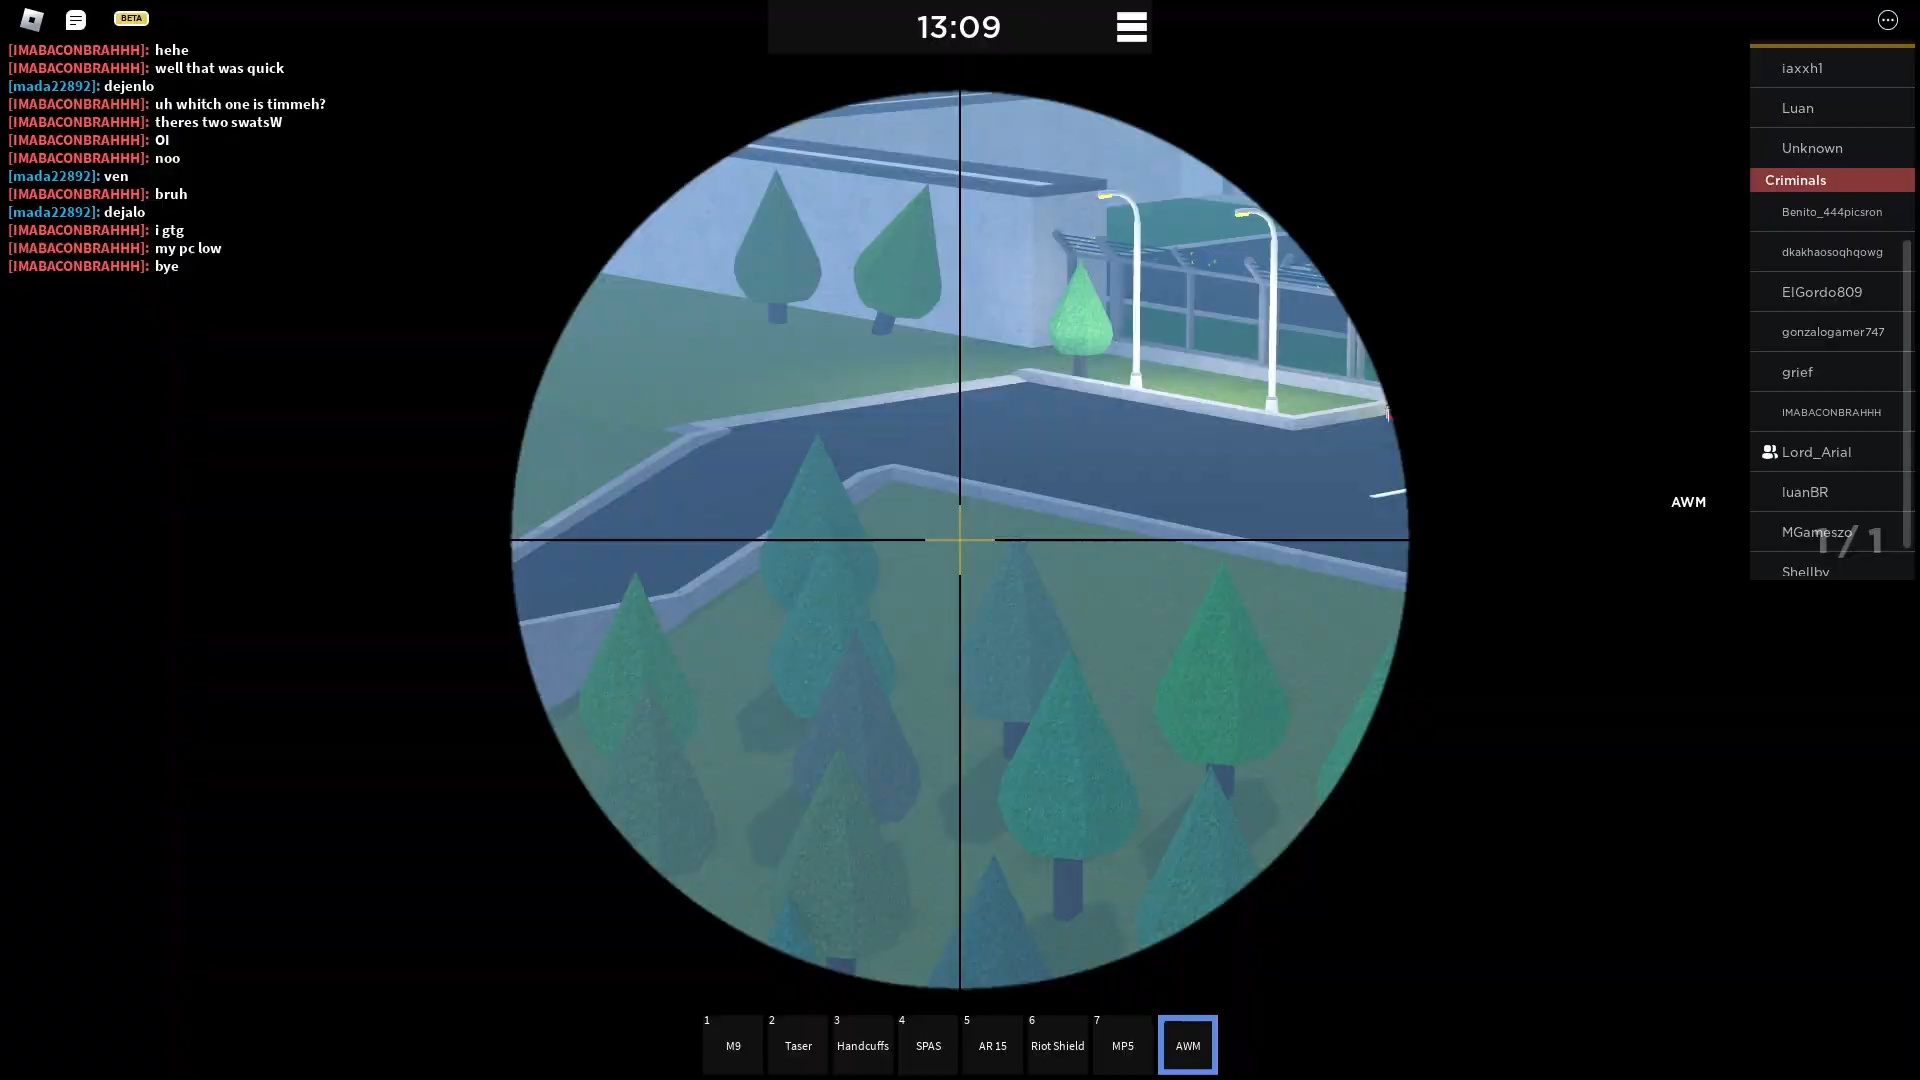 BETA
13:09
[IMABACONBRAHHH]: hehe
[IMABACONBRAHHH]: well that was quick
[mada22892]: dejenlo
[IMABACONBRAHHH]: uh whitch one is timmeh?
[IMABACONBRAHHH]: theres two swatsW
[IMABACONBRAHHH]: OI
[IMABACONBRAHHH]: noo
[mada22892]: ven
[IMABACONBRAHHH]: bruh
[mada22892]: dejalo
[IMABACONBRAHHH]: i gtg
[IMABACONBRAHHH]: my pc low
[IMABACONBRAHHH]: bye
iaxxh1
Luan
Unknown
Criminals
Benito_444picsron
dkakhaosoqhqowg
ElGordo809
gonzalogamer747
grief
IMABACONBRAHHH
Lord_Arial
luanBR
MGameszo
Shellby
AWM
1 / 1
1 M9
2 Taser
3 Handcuffs
4 SPAS
5 AR 15
6 Riot Shield
7 MP5
AWM